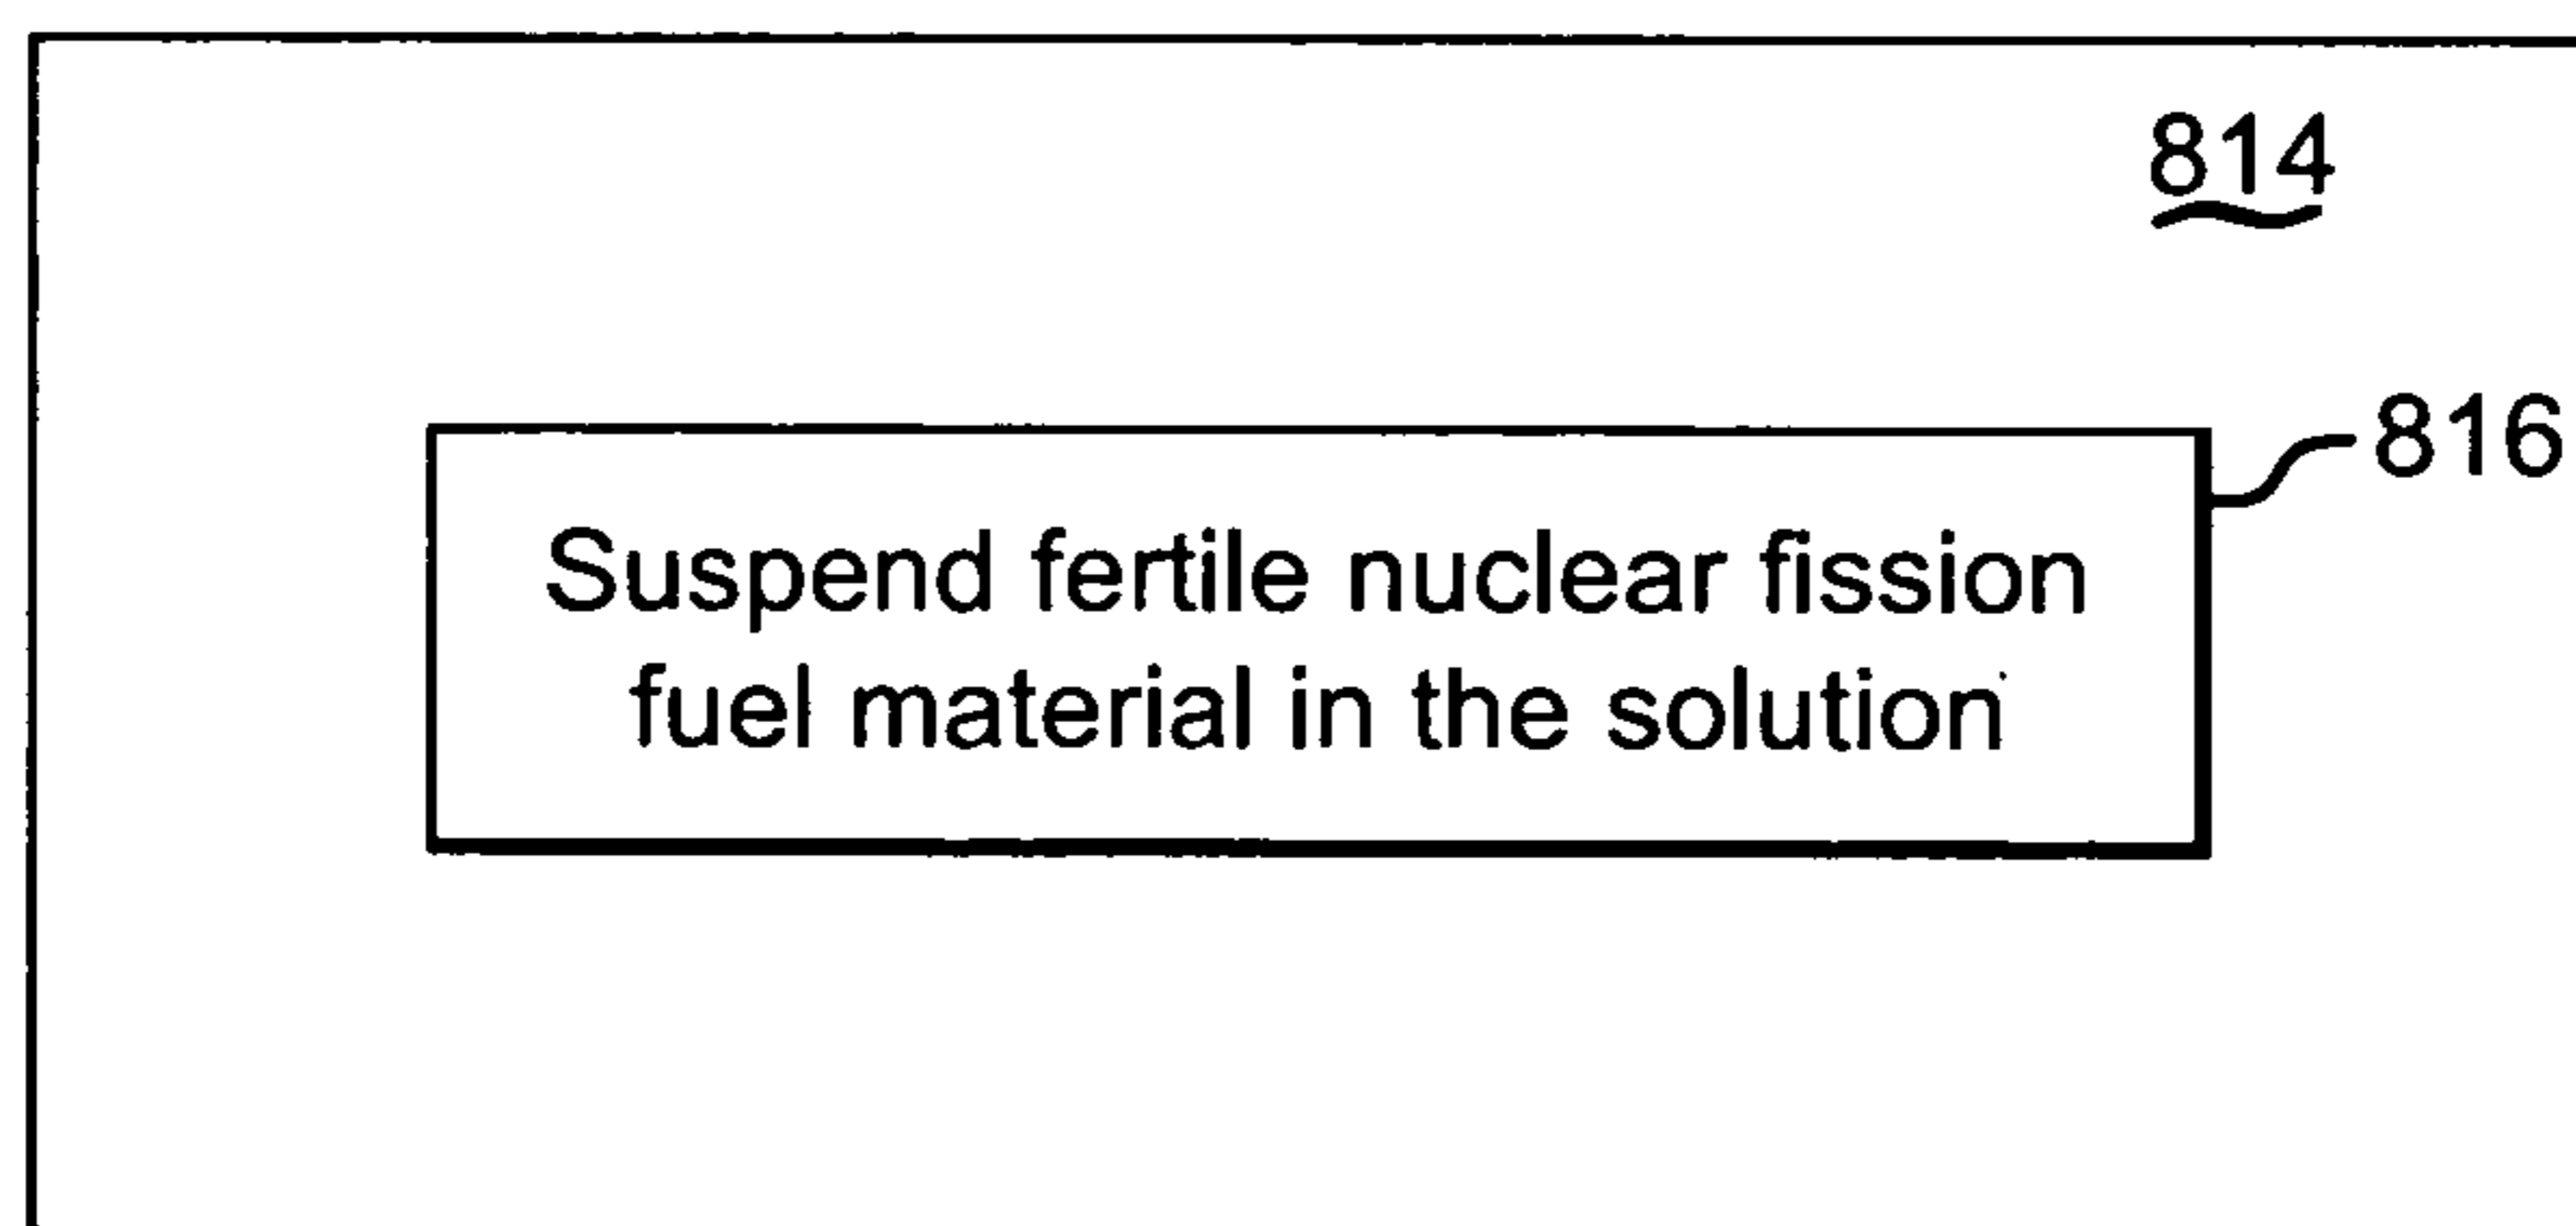 814
816
Suspend fertile nuclear fission
fuel material in the solution